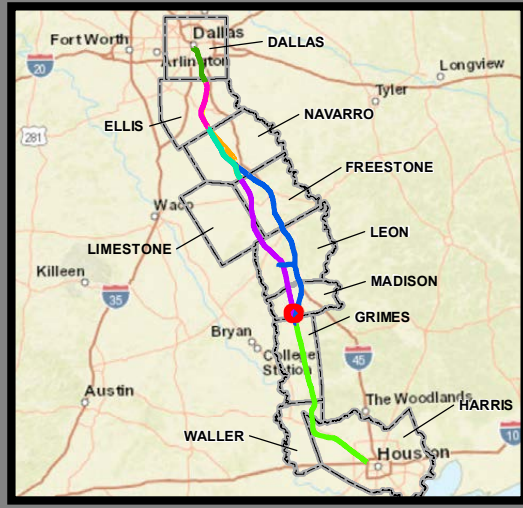 Dallas
Fort Worth
DALLAS
Arlington
20
Longview
Tyler
NAVARRO
ELLIS
281
FREESTONE
Waco
LEON
LIMESTONE
Killeen
MADISON
35
GRIMES
Bryan
College
Station
45
Austin
The Woodlands
HARRIS
10
WALLER
Houston